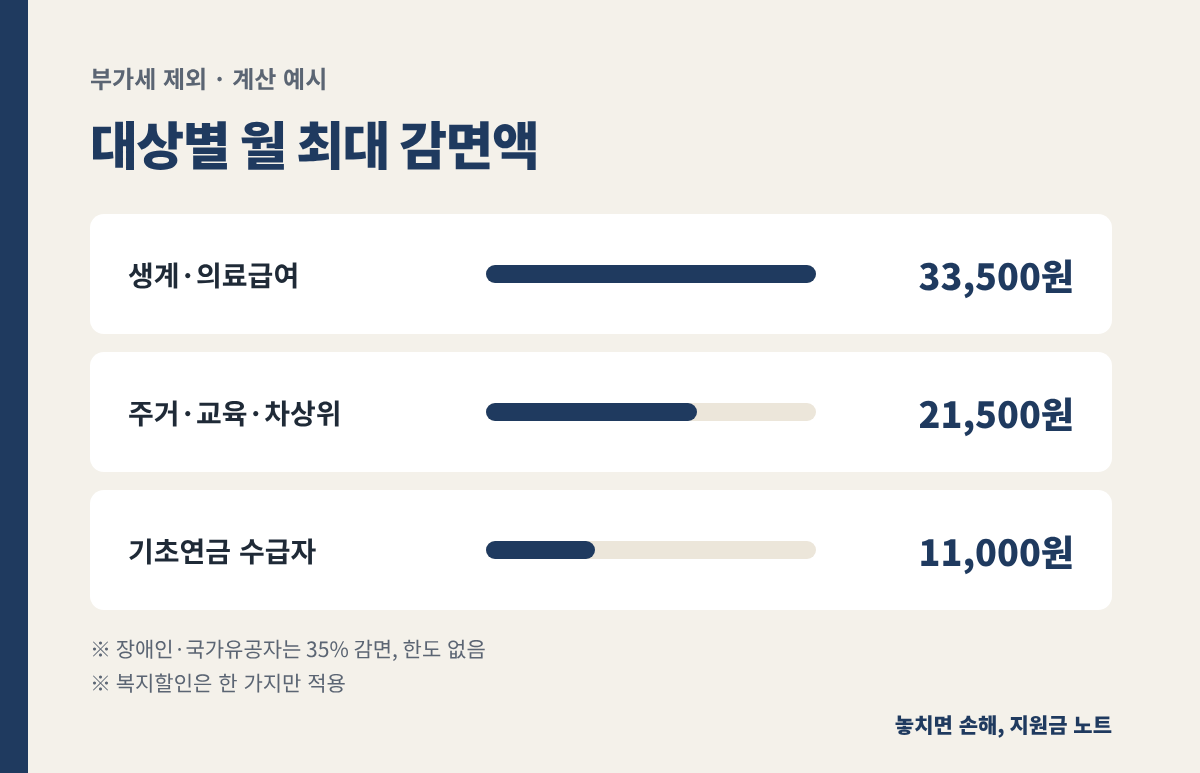 부가세 제외 · 계산 예시
대상별 월 최대 감면액
생계·의료급여 33,500원
주거·교육·차상위 21,500원
기초연금 수급자 11,000원
※ 장애인·국가유공자는 35% 감면, 한도 없음
※ 복지할인은 한 가지만 적용
놓치면 손해, 지원금 노트